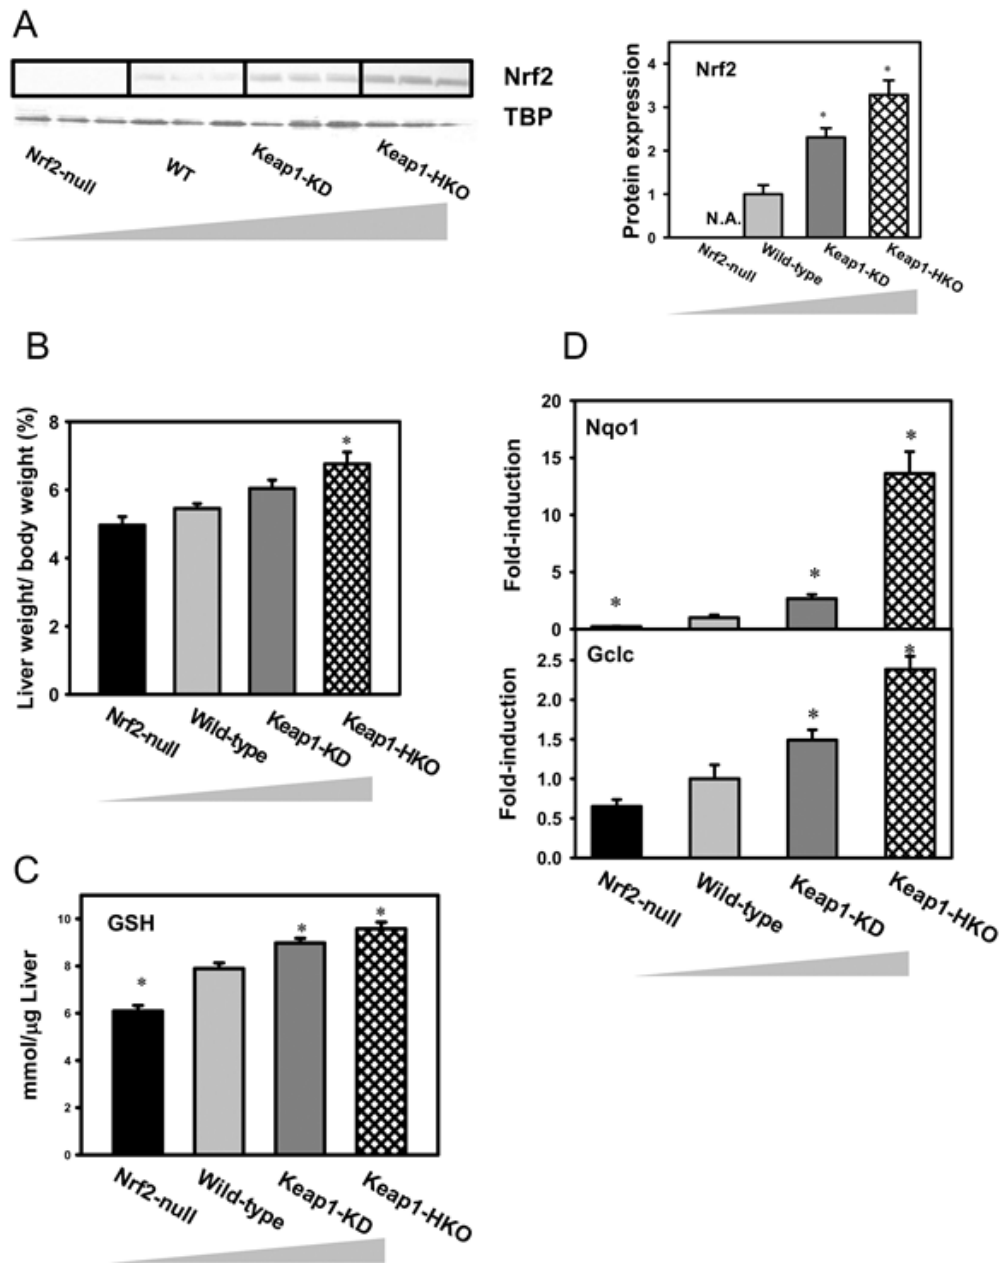 A
Nrf2
TBP
Nrf2-null
WT
Keap1-KD
Keap1-HKO
Protein expression
4
3
2
1
0
Nrf2
N.A.
*
*
Nrf2-null
Wild-type
Keap1-KD
Keap1-HKO
B
Liver weight/ body weight (%)
8
6
4
2
0
*
Nrf2-null
Wild-type
Keap1-KD
Keap1-HKO
C
mmol/µg Liver
10
8
6
4
2
0
GSH
*
*
*
Nrf2-null
Wild-type
Keap1-KD
Keap1-HKO
D
Fold-induction
20
15
10
5
0
Nqo1
*
*
*
Fold-induction
2.5
2.0
1.5
1.0
0.5
0.0
Gclc
*
*
Nrf2-null
Wild-type
Keap1-KD
Keap1-HKO